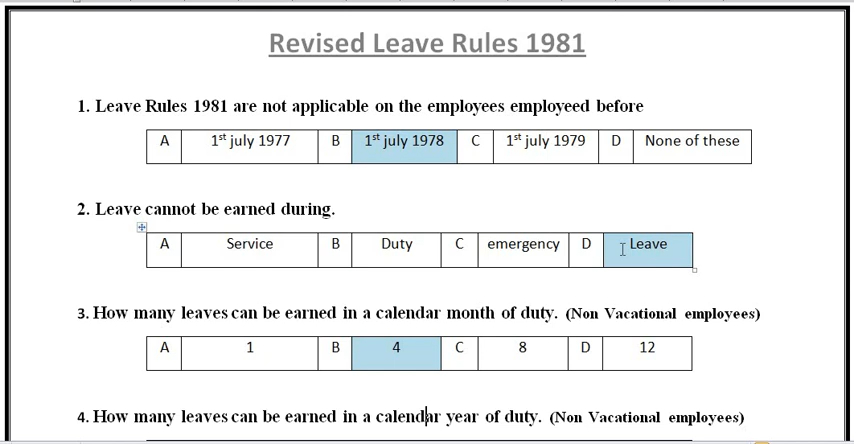 Revised Leave Rules 1981
1. Leave Rules 1981 are not applicable on the employees employeed before
A 1st july 1977 B 1st july 1978 C 1st july 1979 D None of these
2. Leave cannot be earned during.
A Service B Duty C emergency D Leave
3. How many leaves can be earned in a calendar month of duty. (Non Vacational employees)
A 1 B 4 C 8 D 12
4. How many leaves can be earned in a calendar year of duty. (Non Vacational employees)